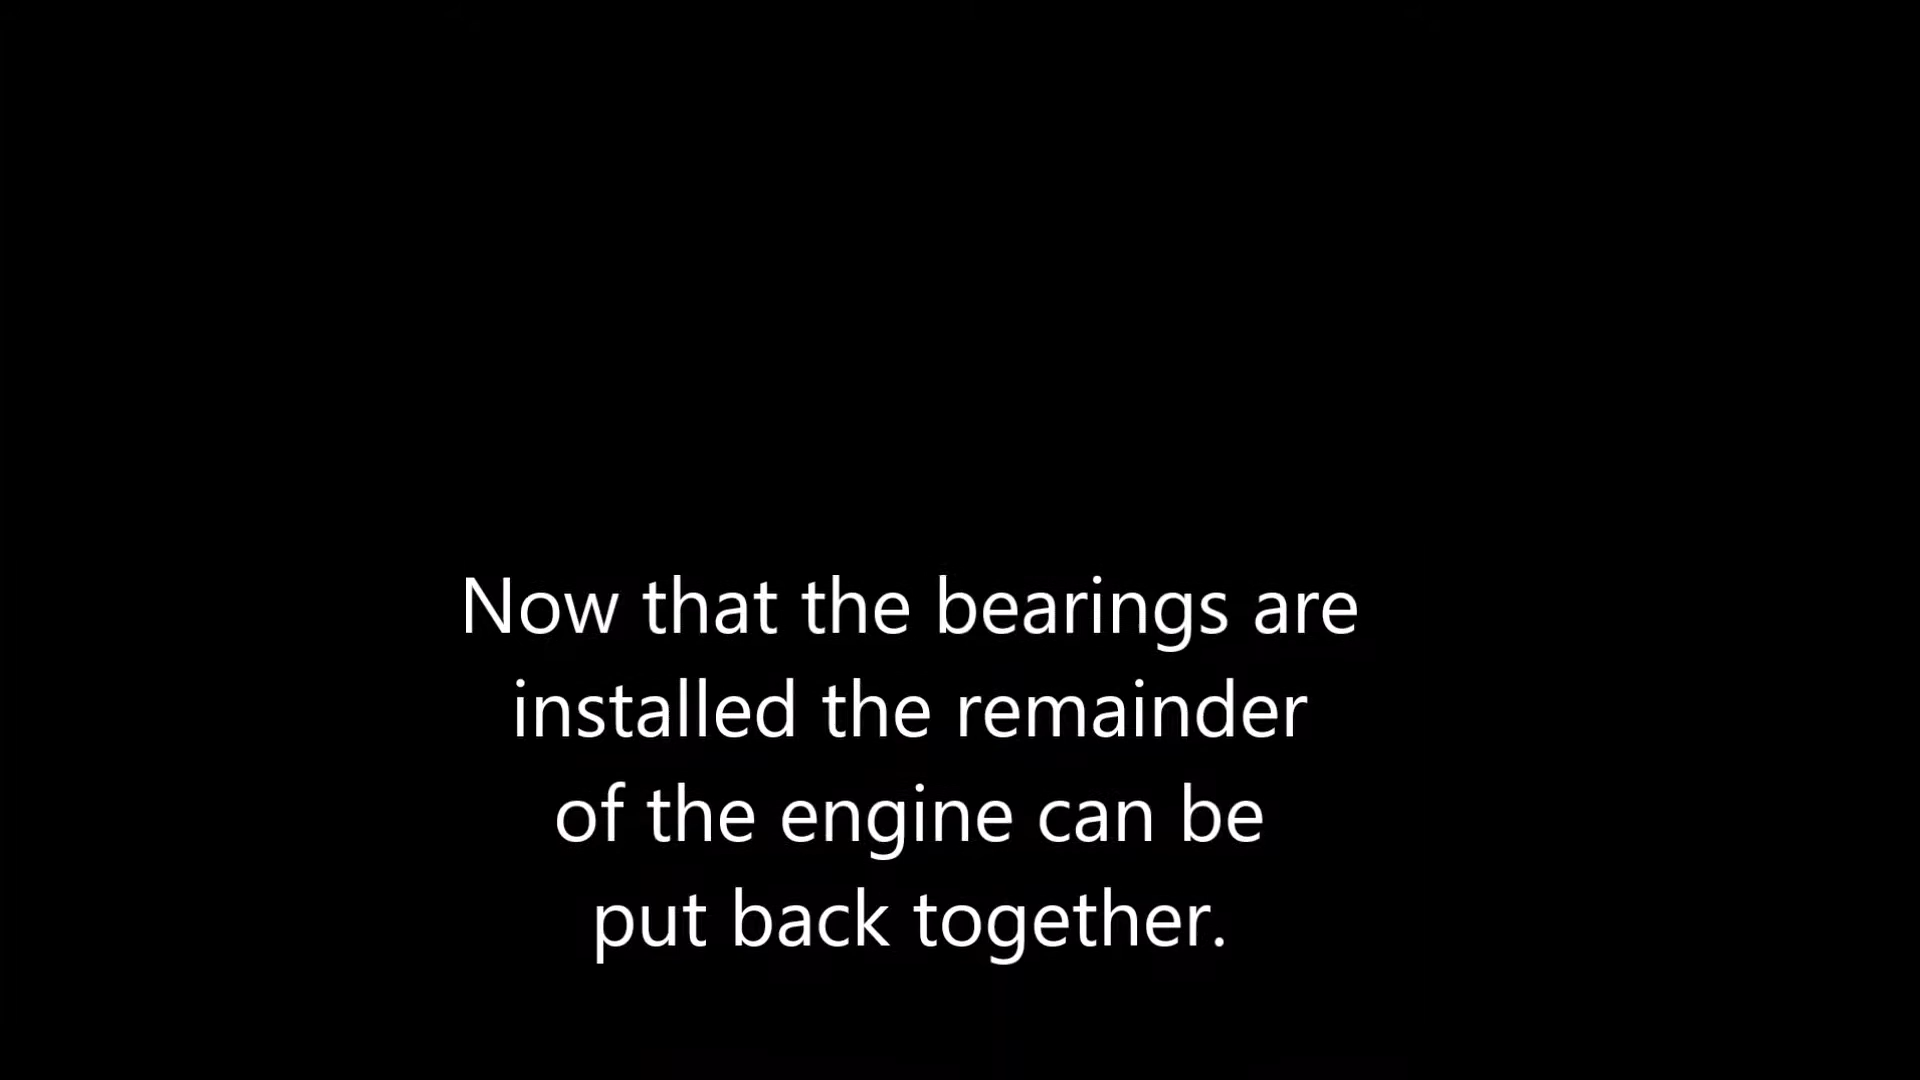 Now that the bearings are
installed the remainder
of the engine can be
put back together.